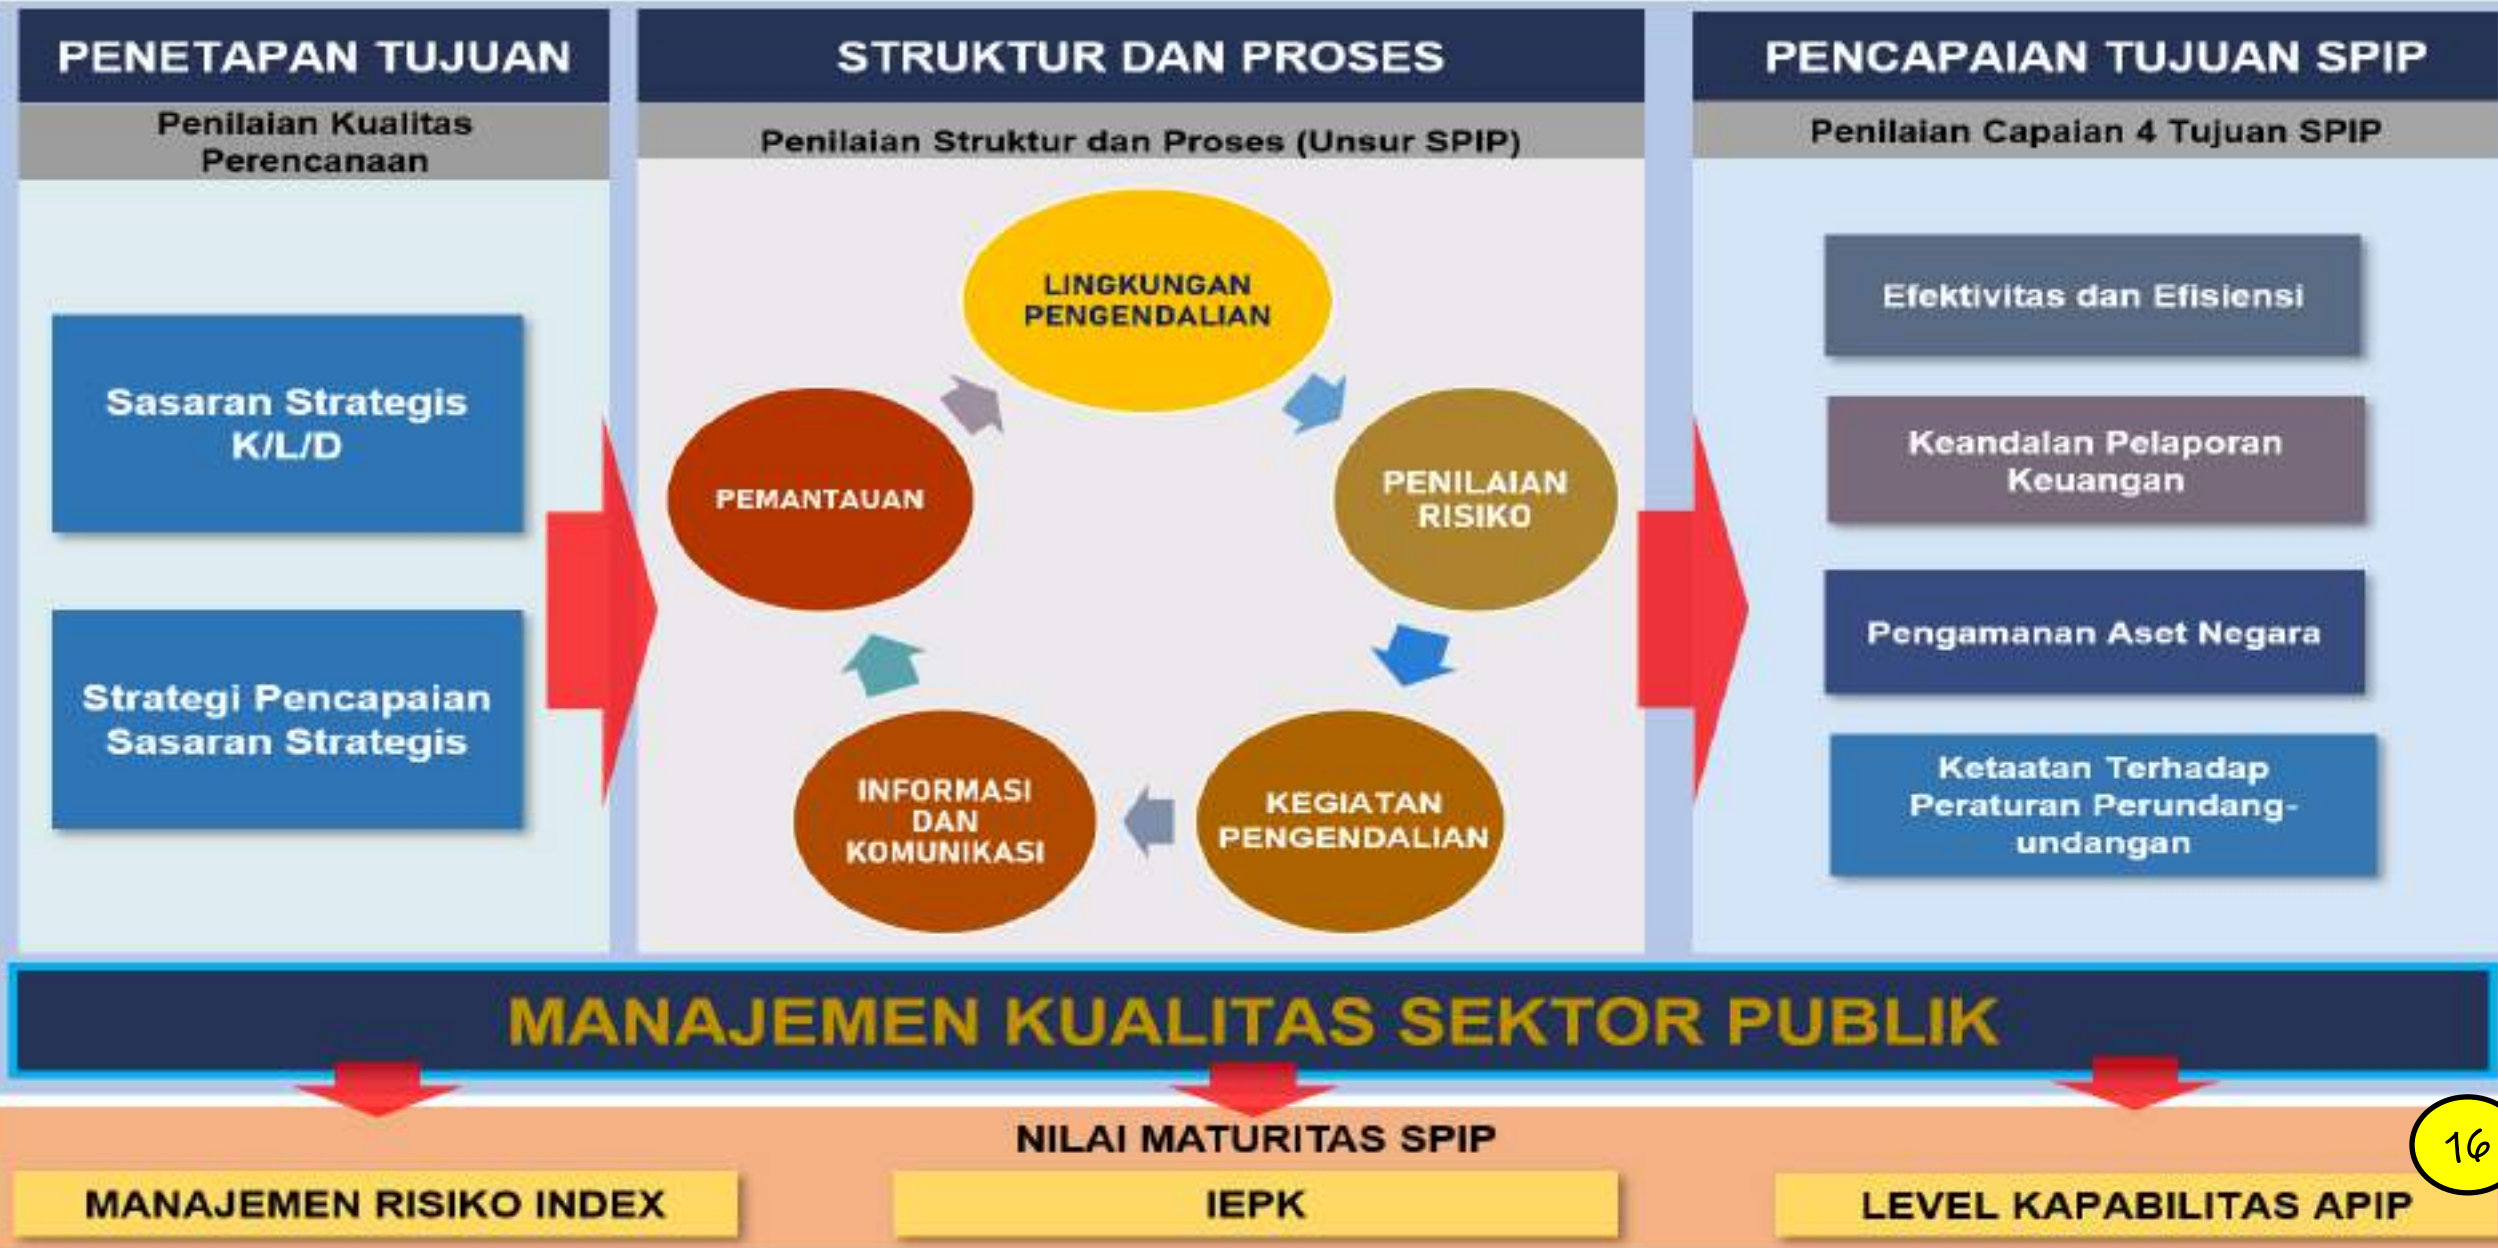 PENETAPAN TUJUAN
Penilaian Kualitas
Perencanaan
Sasaran Strategis
K/L/D
Strategi Pencapaian
Sasaran Strategis
STRUKTUR DAN PROSES
Penilaian Struktur dan Proses (Unsur SPIP)
LINGKUNGAN
PENGENDALIAN
PENILAIAN
RISIKO
KEGIATAN
PENGENDALIAN
INFORMASI
DAN
KOMUNIKASI
PEMANTAUAN
PENCAPAIAN TUJUAN SPIP
Penilaian Capaian 4 Tujuan SPIP
Efektivitas dan Efisiensi
Keandalan Pelaporan
Keuangan
Pengamanan Aset Negara
Ketaatan Terhadap
Peraturan Perundang-
undangan
MANAJEMEN KUALITAS SEKTOR PUBLIK
NILAI MATURITAS SPIP
MANAJEMEN RISIKO INDEX
IEPK
LEVEL KAPABILITAS APIP
16